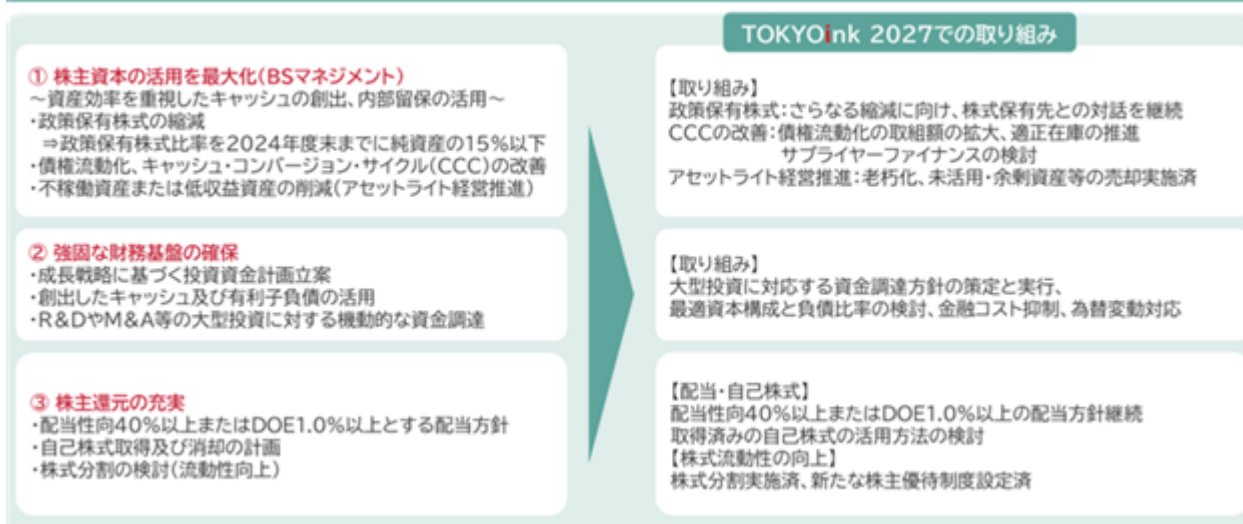 TOKYOink 2027での取り組み
① 株主資本の活用を最大化(BSマネジメント)
～資産効率を重視したキャッシュの創出、内部留保の活用～
・政策保有株式の縮減
⇒政策保有株式比率を2024年度末までに純資産の15%以下
・債権流動化、キャッシュ・コンバージョン・サイクル(CCC)の改善
・不稼働資産または低収益資産の削減(アセットライト経営推進)
【取り組み】
政策保有株式:さらなる縮減に向け、株式保有先との対話を継続
CCCの改善:債権流動化の取組額の拡大、適正在庫の推進
サプライヤーファイナンスの検討
アセットライト経営推進:老朽化、未活用・余剰資産等の売却実施済
② 強固な財務基盤の確保
・成長戦略に基づく投資資金計画立案
・創出したキャッシュ及び有利子負債の活用
・R&DやM&A等の大型投資に対する機動的な資金調達
【取り組み】
大型投資に対応する資金調達方針の策定と実行、
最適資本構成と負債比率の検討、金融コスト抑制、為替変動対応
③ 株主還元の充実
・配当性向40%以上またはDOE1.0%以上とする配当方針
・自己株式取得及び消却の計画
・株式分割の検討(流動性向上)
【配当・自己株式】
配当性向40%以上またはDOE1.0%以上の配当方針継続
取得済みの自己株式の活用方法の検討
【株式流動性の向上】
株式分割実施済、新たな株主優待制度設定済